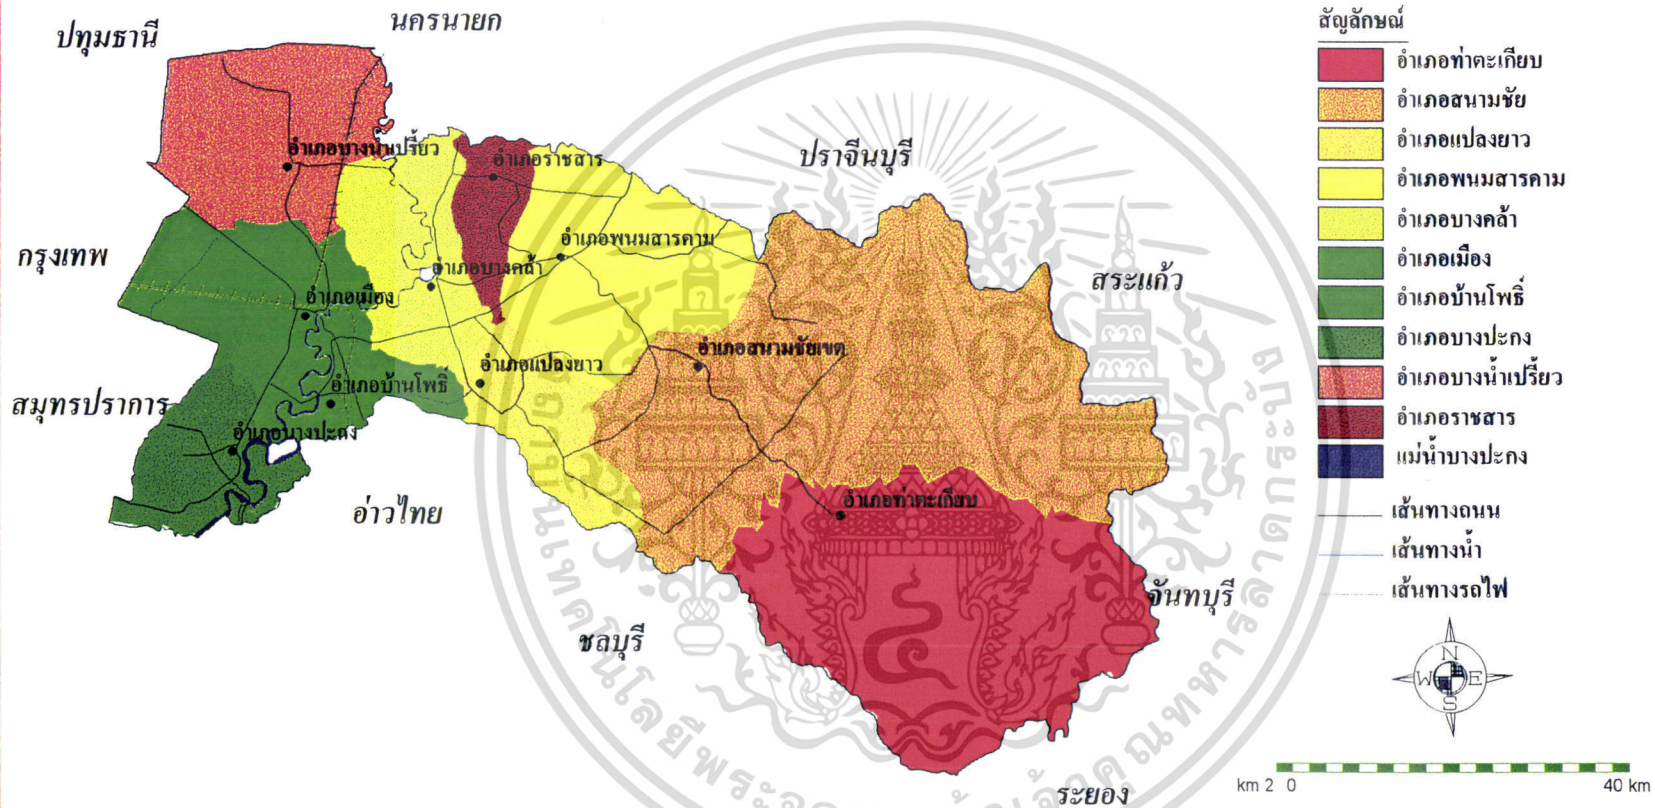 นครนายก
ปทุมธานี
อำเภอบางน้ำเปรี้ยว
อำเภอราชสาร
ปราจีนบุรี
กรุงเทพ
อำเภอพนมสารคาม
อำเภอบางคล้า
สระแก้ว
อำเภอเมือง
อำเภอสนามชัยเขต
อำเภอแปลงยาว
อำเภอบ้านโพธิ์
สมุทรปราการ
อำเภอบางปะกง
อ่าวไทย
อำเภอท่าตะเกียบ
จันทบุรี
ชลบุรี
ระยอง
สัญลักษณ์
อำเภอท่าตะเกียบ
อำเภอสนามชัย
อำเภอแปลงยาว
อำเภอพนมสารคาม
อำเภอบางคล้า
อำเภอเมือง
อำเภอบ้านโพธิ์
อำเภอบางปะกง
อำเภอบางน้ำเปรี้ยว
อำเภอราชสาร
แม่น้ำบางปะกง
เส้นทางถนน
เส้นทางน้ำ
เส้นทางรถไฟ
N
W E
S
km 2 0 40 km